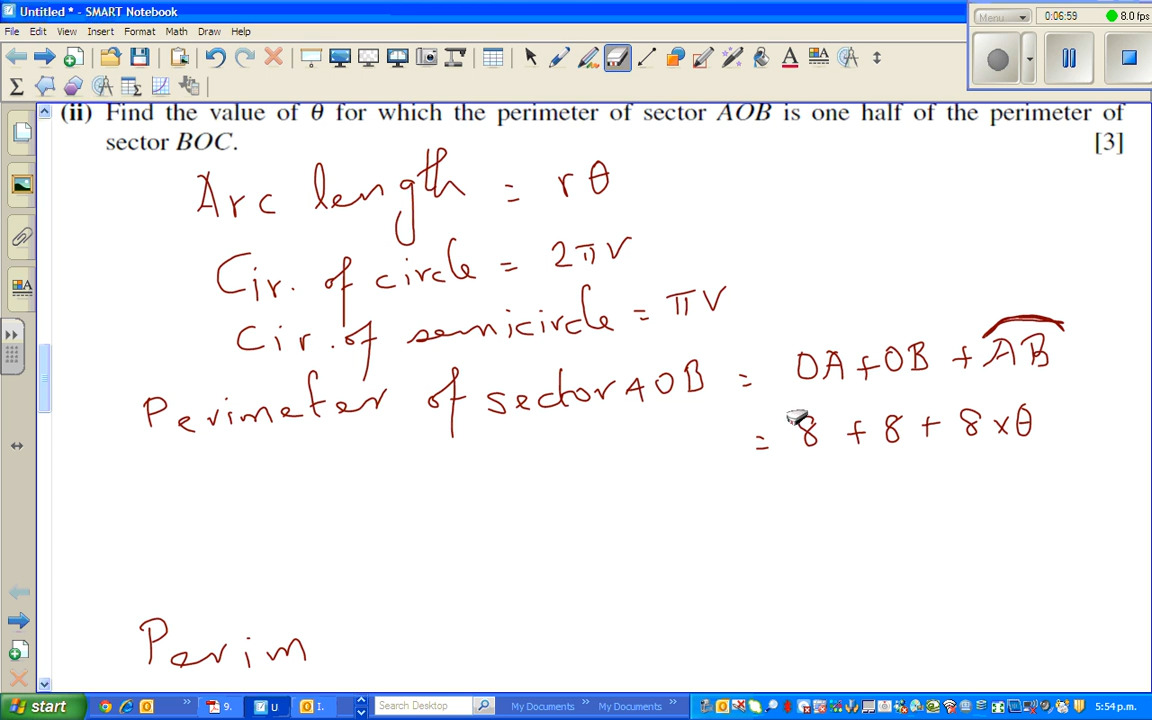 Untitled * - SMART Notebook
File Edit View Insert Format Math Draw Help
Menu 0:06:59 8.0 fps
(ii) Find the value of θ for which the perimeter of sector AOB is one half of the perimeter of
sector BOC. [3]
Arc length = rθ
Cir. of circle = 2πr
Cir. of semicircle = πr
Perimeter of sector AOB = OA + OB + AB
= 8 + 8 + 8 × θ
Perim
start 9. U I. Search Desktop My Documents » My Documents » 5:54 p.m.